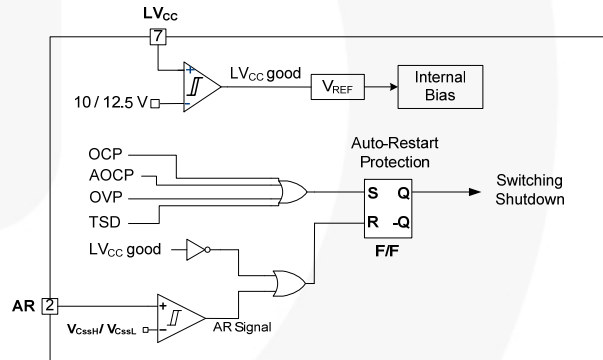 LVCC
7
LVCC good
10 / 12.5 V
+
-
VREF
Internal
Bias
Auto-Restart
Protection
OCP
AOCP
OVP
TSD
S Q
R -Q
F/F
Switching
Shutdown
LVCC good
AR 2
+
-
VCssH / VCssL
AR Signal